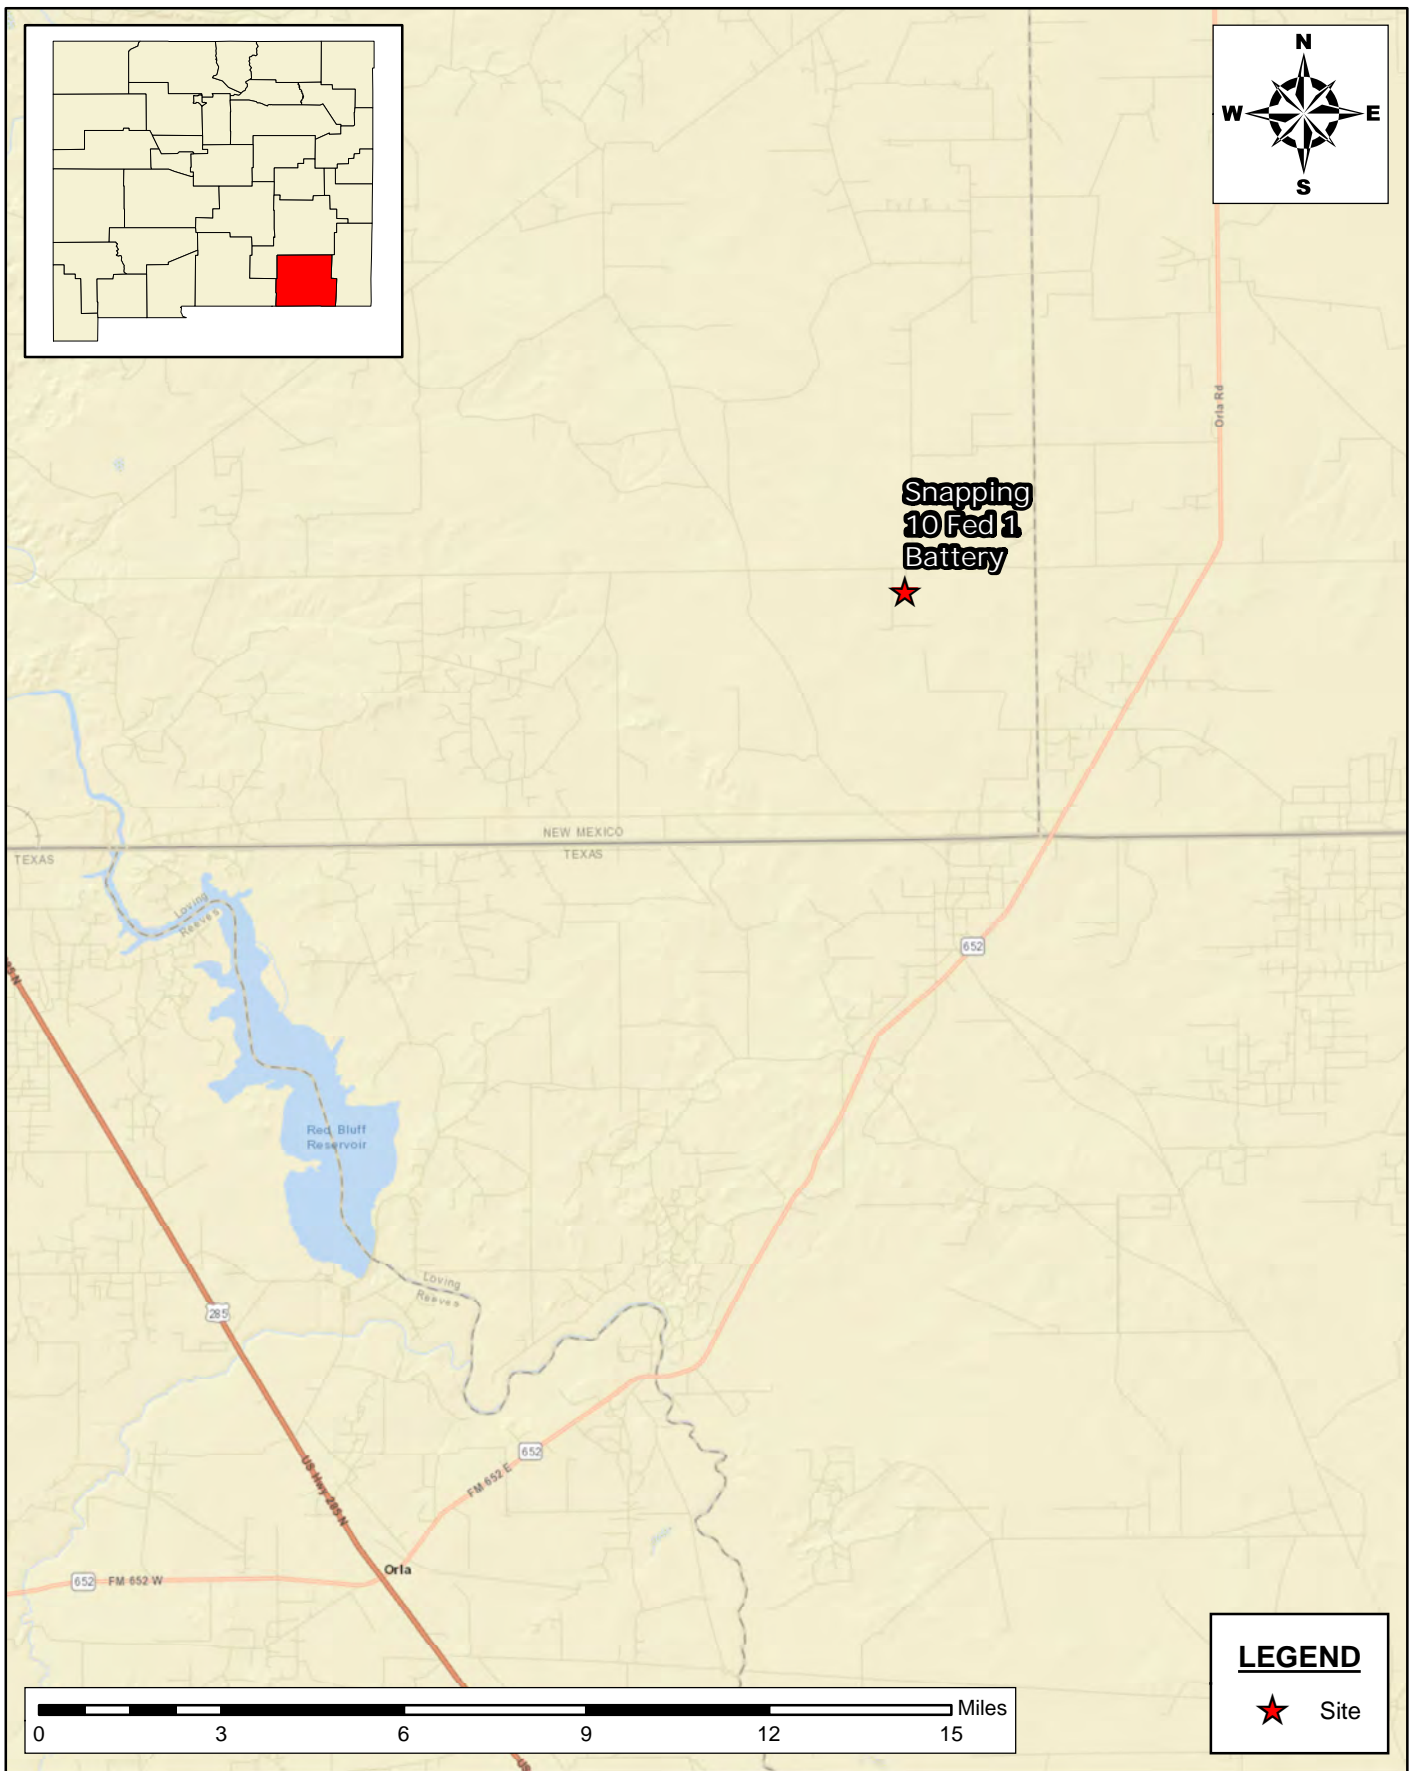 N
W
E
S
Orla Rd
Snapping
10 Fed 1
Battery
NEW MEXICO
TEXAS
TEXAS
Loving
Reeves
652
Red Bluff
Reservoir
Loving
Reeves
285
US Hwy 285 N
652
FM 652 E
Orla
652
FM 652 W
LEGEND
Site
Miles
0
3
6
9
12
15
US